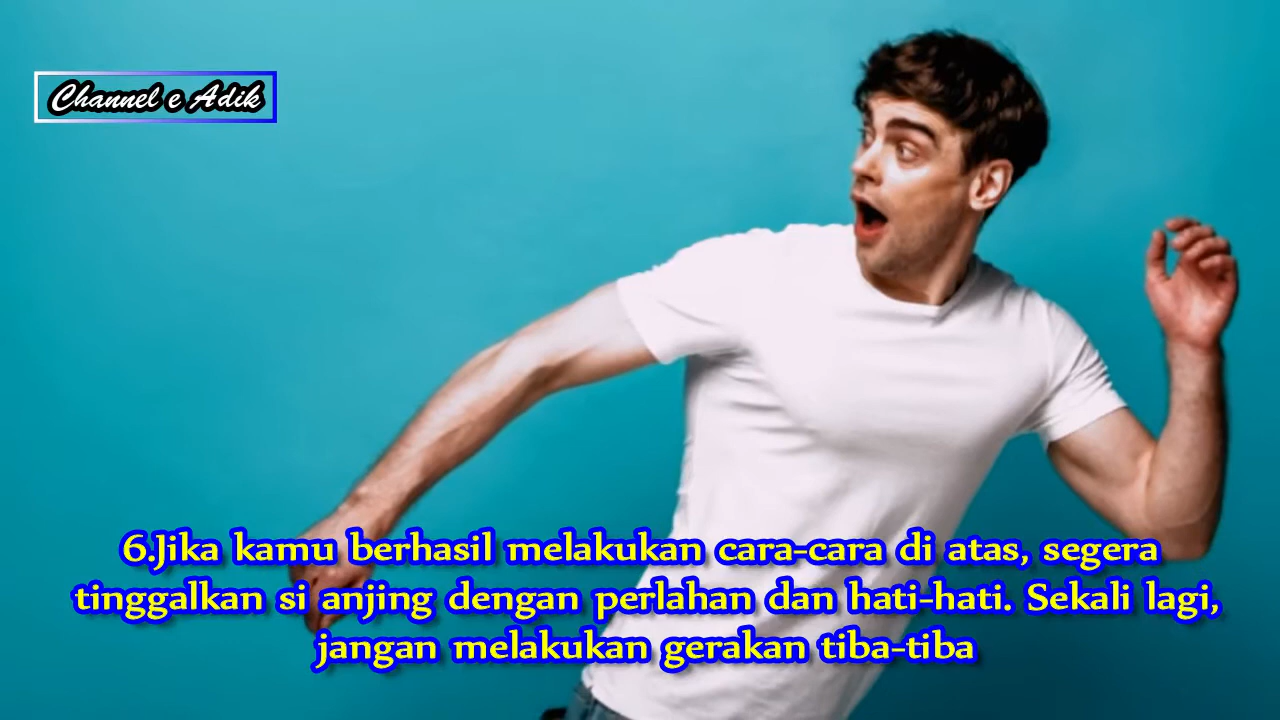 Channel e Adik
6.Jika kamu berhasil melakukan cara-cara di atas, segera
tinggalkan si anjing dengan perlahan dan hati-hati. Sekali lagi,
jangan melakukan gerakan tiba-tiba